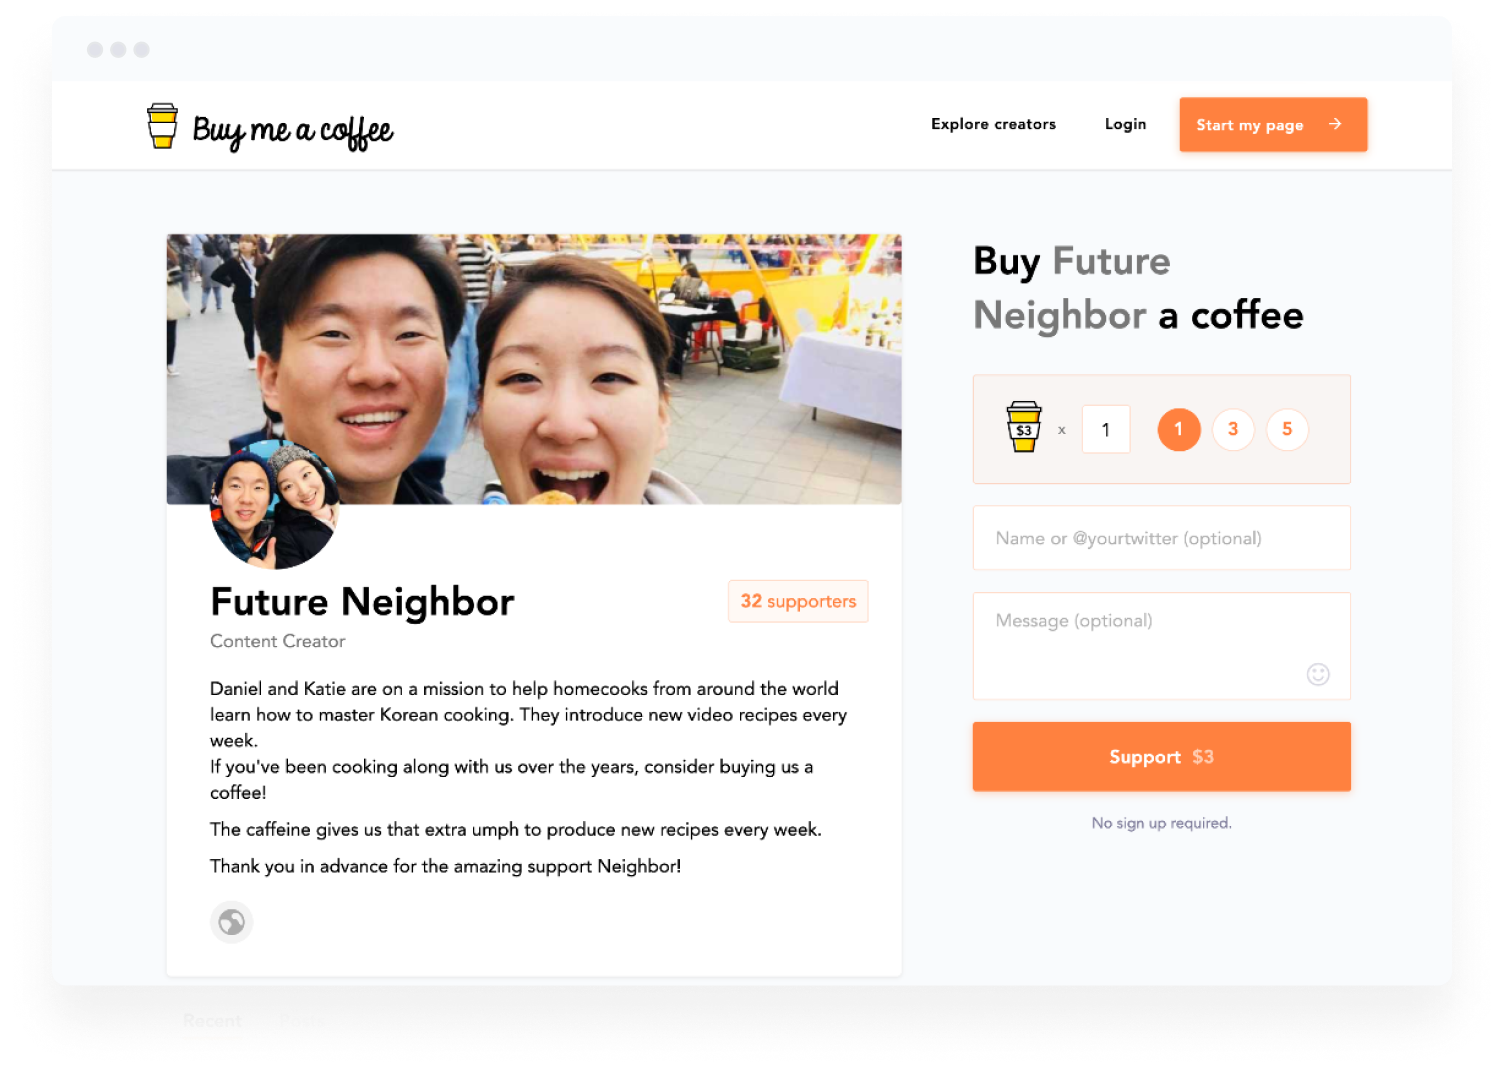 Buy me a coffee
Explore creators
Login
Start my page
Buy Future
Neighbor a coffee
$3
x
1
1
3
5
Name or @yourtwitter (optional)
Message (optional)
Support $3
No sign up required.
Future Neighbor
32 supporters
Content Creator
Daniel and Katie are on a mission to help homecooks from around the world
learn how to master Korean cooking. They introduce new video recipes every
week.
If you've been cooking along with us over the years, consider buying us a
coffee!
The caffeine gives us that extra umph to produce new recipes every week.
Thank you in advance for the amazing support Neighbor!
Recent